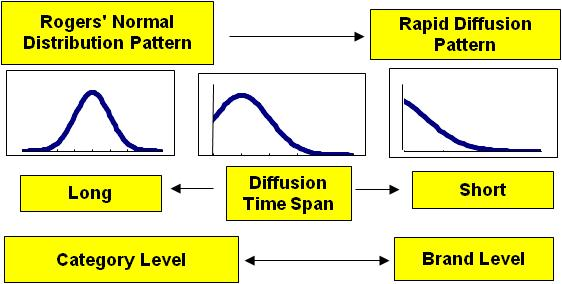 Rogers' Normal
Distribution Pattern
Rapid Diffusion
Pattern
Long
Diffusion
Time Span
Short
Category Level
Brand Level